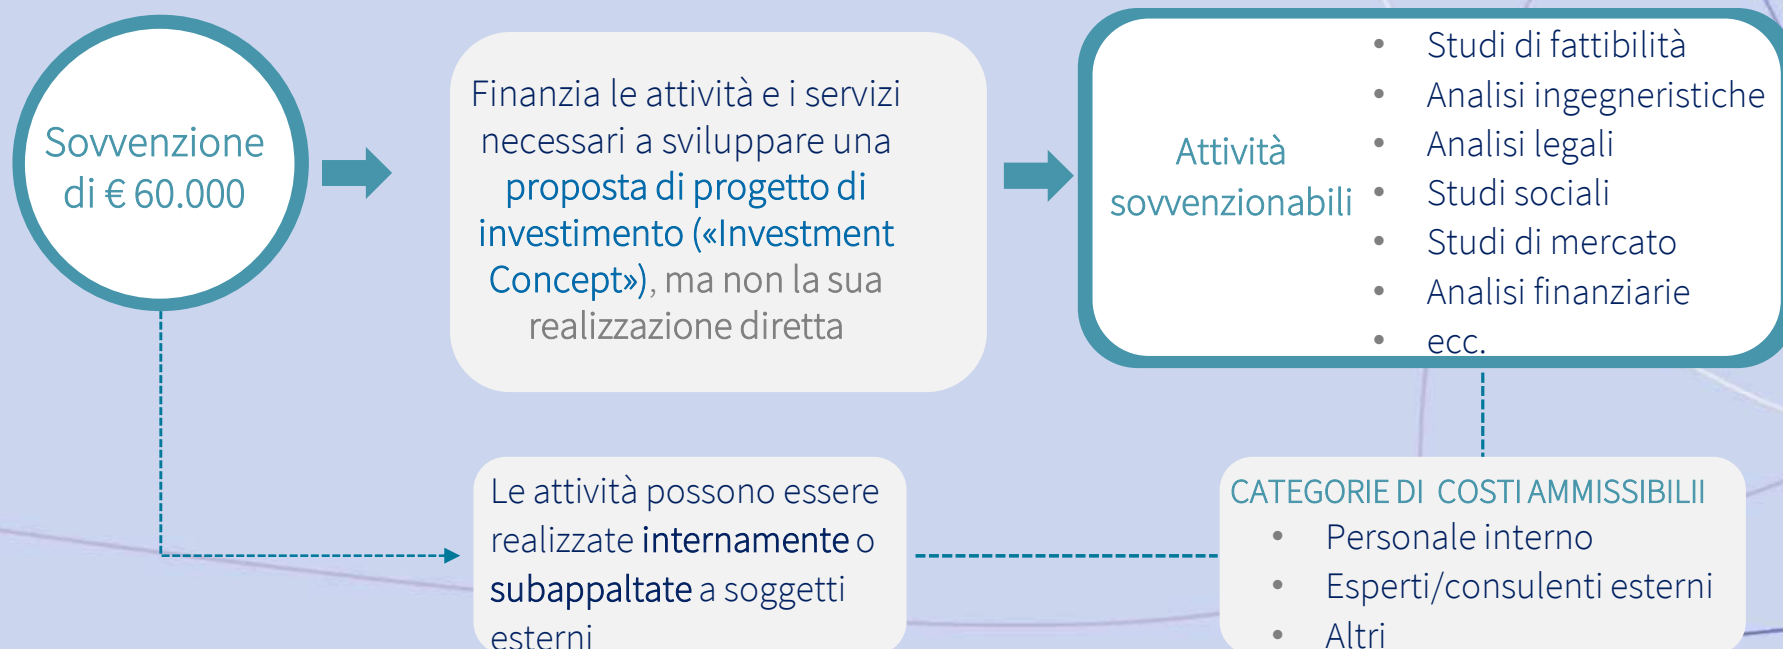 Sovvenzione
di € 60.000
Finanzia le attività e i servizi
necessari a sviluppare una
proposta di progetto di
investimento («Investment
Concept»), ma non la sua
realizzazione diretta
Attività
sovvenzionabili
• Studi di fattibilità
• Analisi ingegneristiche
• Analisi legali
• Studi sociali
• Studi di mercato
• Analisi finanziarie
• ecc.
Le attività possono essere
realizzate internamente o
subappaltate a soggetti
esterni
CATEGORIE DI COSTI AMMISSIBILII
• Personale interno
• Esperti/consulenti esterni
• Altri